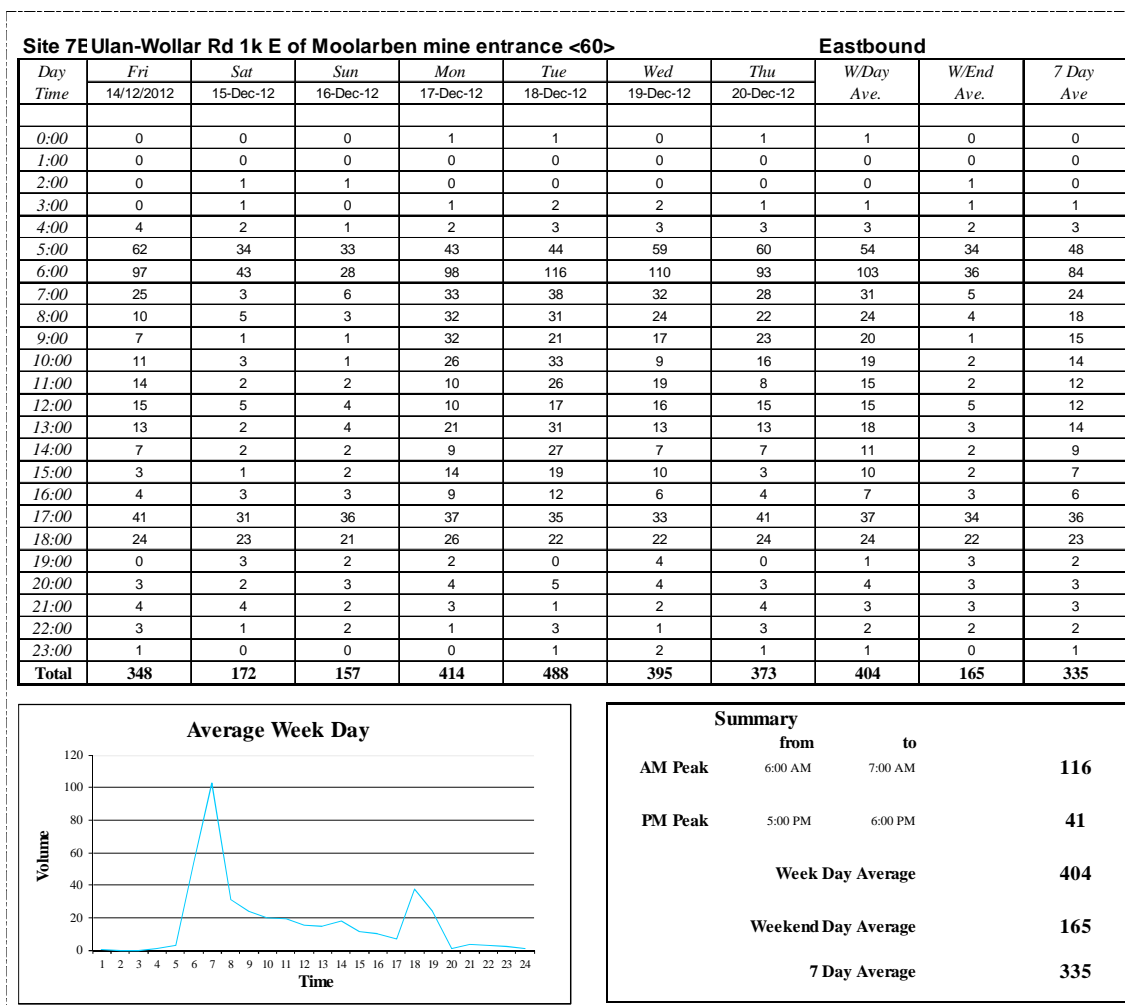 Site 7E Ulan-Wollar Rd 1k E of Moolarben mine entrance <60> Eastbound
Day Fri Sat Sun Mon Tue Wed Thu W/Day W/End 7 Day
Time 14/12/2012 15-Dec-12 16-Dec-12 17-Dec-12 18-Dec-12 19-Dec-12 20-Dec-12 Ave. Ave. Ave
0:00 0 0 0 1 1 0 1 1 0 0
1:00 0 0 0 0 0 0 0 0 0 0
2:00 0 1 1 0 0 0 0 0 1 0
3:00 0 1 0 1 2 2 1 1 1 1
4:00 4 2 1 2 3 3 3 3 2 3
5:00 62 34 33 43 44 59 60 54 34 48
6:00 97 43 28 98 116 110 93 103 36 84
7:00 25 3 6 33 38 32 28 31 5 24
8:00 10 5 3 32 31 24 22 24 4 18
9:00 7 1 1 32 21 17 23 20 1 15
10:00 11 3 1 26 33 9 16 19 2 14
11:00 14 2 2 10 26 19 8 15 2 12
12:00 15 5 4 10 17 16 15 15 5 12
13:00 13 2 4 21 31 13 13 18 3 14
14:00 7 2 2 9 27 7 7 11 2 9
15:00 3 1 2 14 19 10 3 10 2 7
16:00 4 3 3 9 12 6 4 7 3 6
17:00 41 31 36 37 35 33 41 37 34 36
18:00 24 23 21 26 22 22 24 24 22 23
19:00 0 3 2 2 0 4 0 1 3 2
20:00 3 2 3 4 5 4 3 4 3 3
21:00 4 4 2 3 1 2 4 3 3 3
22:00 3 1 2 1 3 1 3 2 2 2
23:00 1 0 0 0 1 2 1 1 0 1
Total 348 172 157 414 488 395 373 404 165 335
Average Week Day
120
100
80
60
40
20
0
Volume
1 2 3 4 5 6 7 8 9 10 11 12 13 14 15 16 17 18 19 20 21 22 23 24
Time
Summary
from to
AM Peak 6:00 AM 7:00 AM 116
PM Peak 5:00 PM 6:00 PM 41
Week Day Average 404
Weekend Day Average 165
7 Day Average 335